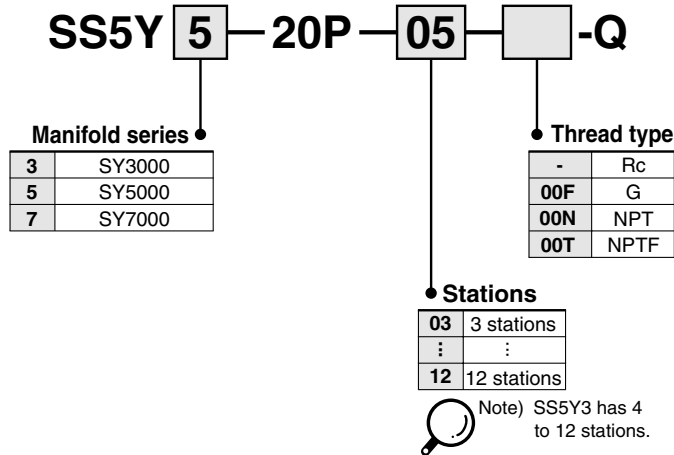 SS5Y 5 — 20P — 05 — -Q
Manifold series
3 SY3000
5 SY5000
7 SY7000
Thread type
- Rc
00F G
00N NPT
00T NPTF
Stations
03 3 stations
⋮ ⋮
12 12 stations
Note) SS5Y3 has 4
to 12 stations.